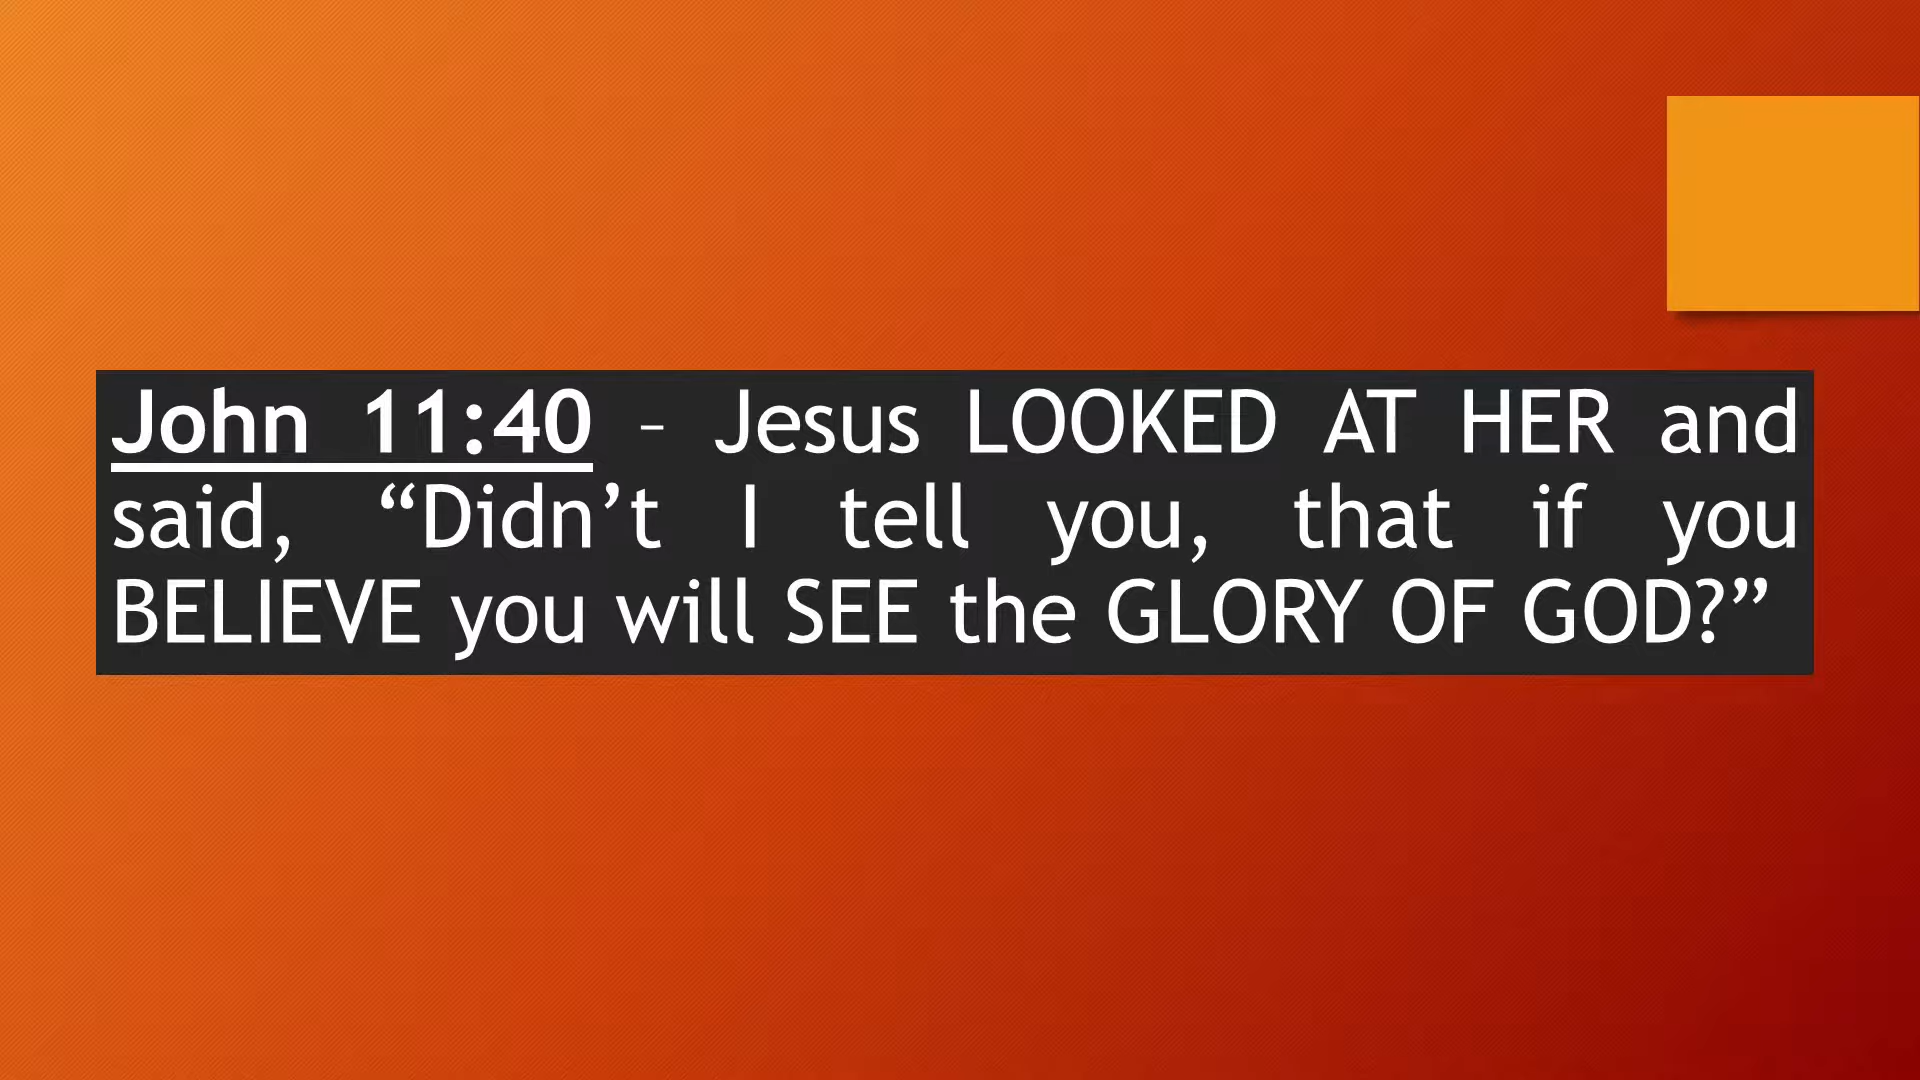 John 11:40 – Jesus LOOKED AT HER and
said, “Didn’t I tell you, that if you
BELIEVE you will SEE the GLORY OF GOD?”